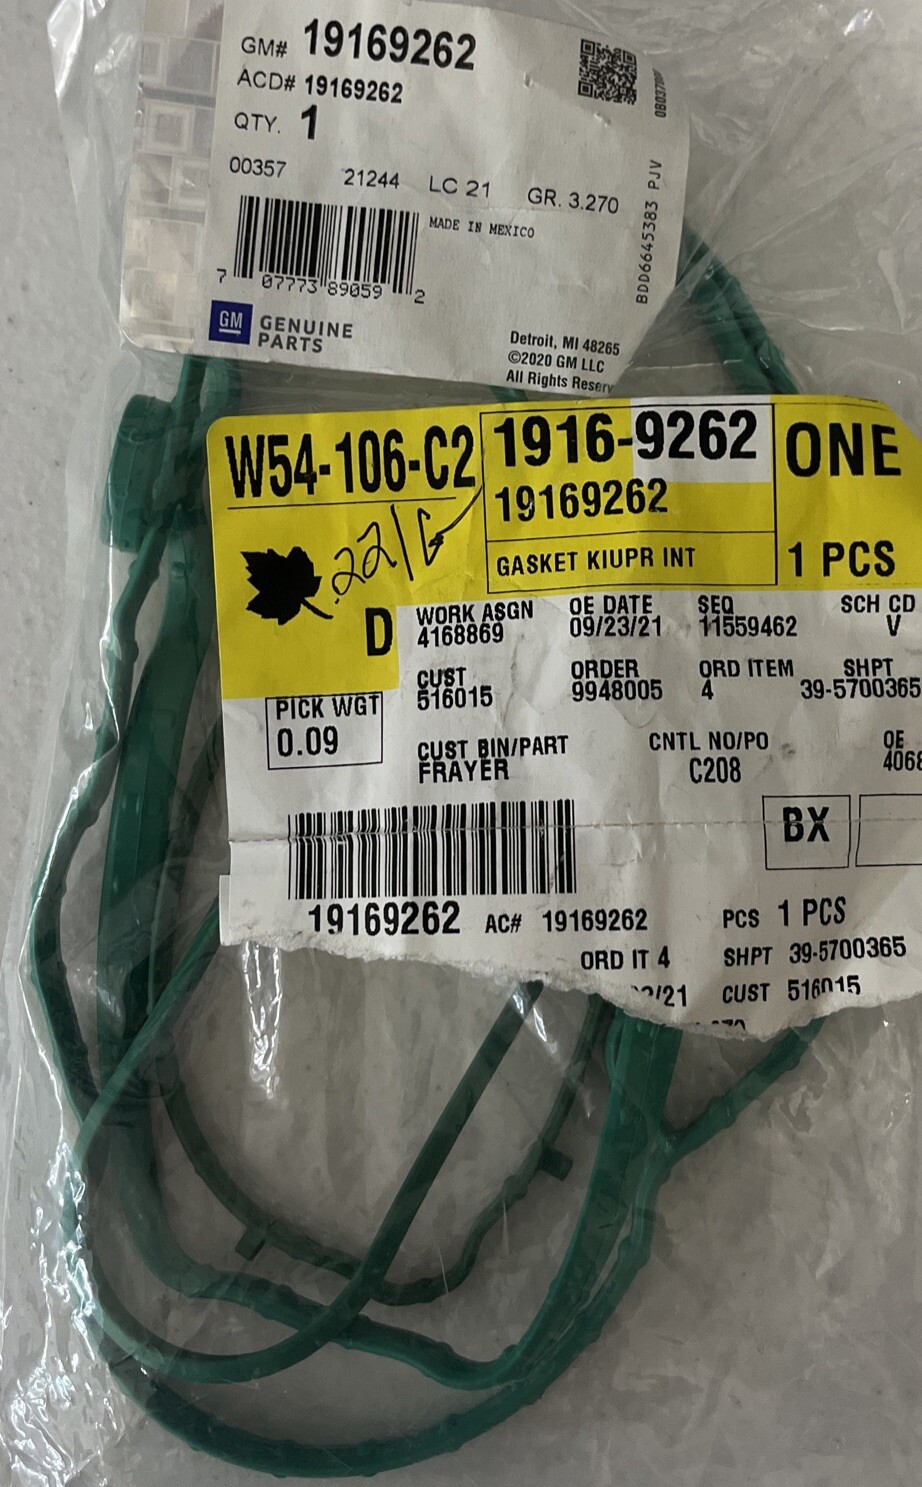 GM# 19169262
ACD# 19169262
QTY. 1
00357 21244 LC 21 GR. 3.270
MADE IN MEXICO
7 07773 89059 2
GM GENUINE
PARTS
Detroit, MI 48265
©2020 GM LLC
All Rights Reserv
BDD6645383 PJV
W54-106-C2
1916-9262
19169262
GASKET KIUPR INT
ONE
1 PCS
D
WORK ASGN OE DATE SEQ SCH CD
4168869 09/23/21 11559462 V
CUST ORDER ORD ITEM SHPT
516015 9948005 4 39-5700365
PICK WGT
0.09
CUST BIN/PART CNTL NO/PO OE
FRAYER C208 406
BX
19169262 AC# 19169262 PCS 1 PCS
ORD IT 4 SHPT 39-5700365
/21 CUST 516015